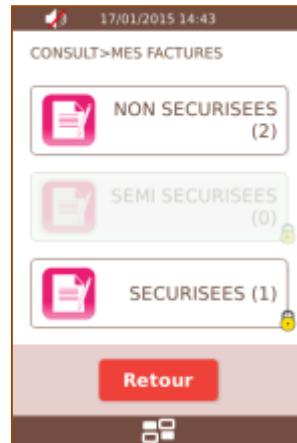 17/01/2015 14:43
CONSULT>MES FACTURES
NON SECURISEES
(2)
SEMI SECURISEES
(0)
SECURISEES (1)
Retour